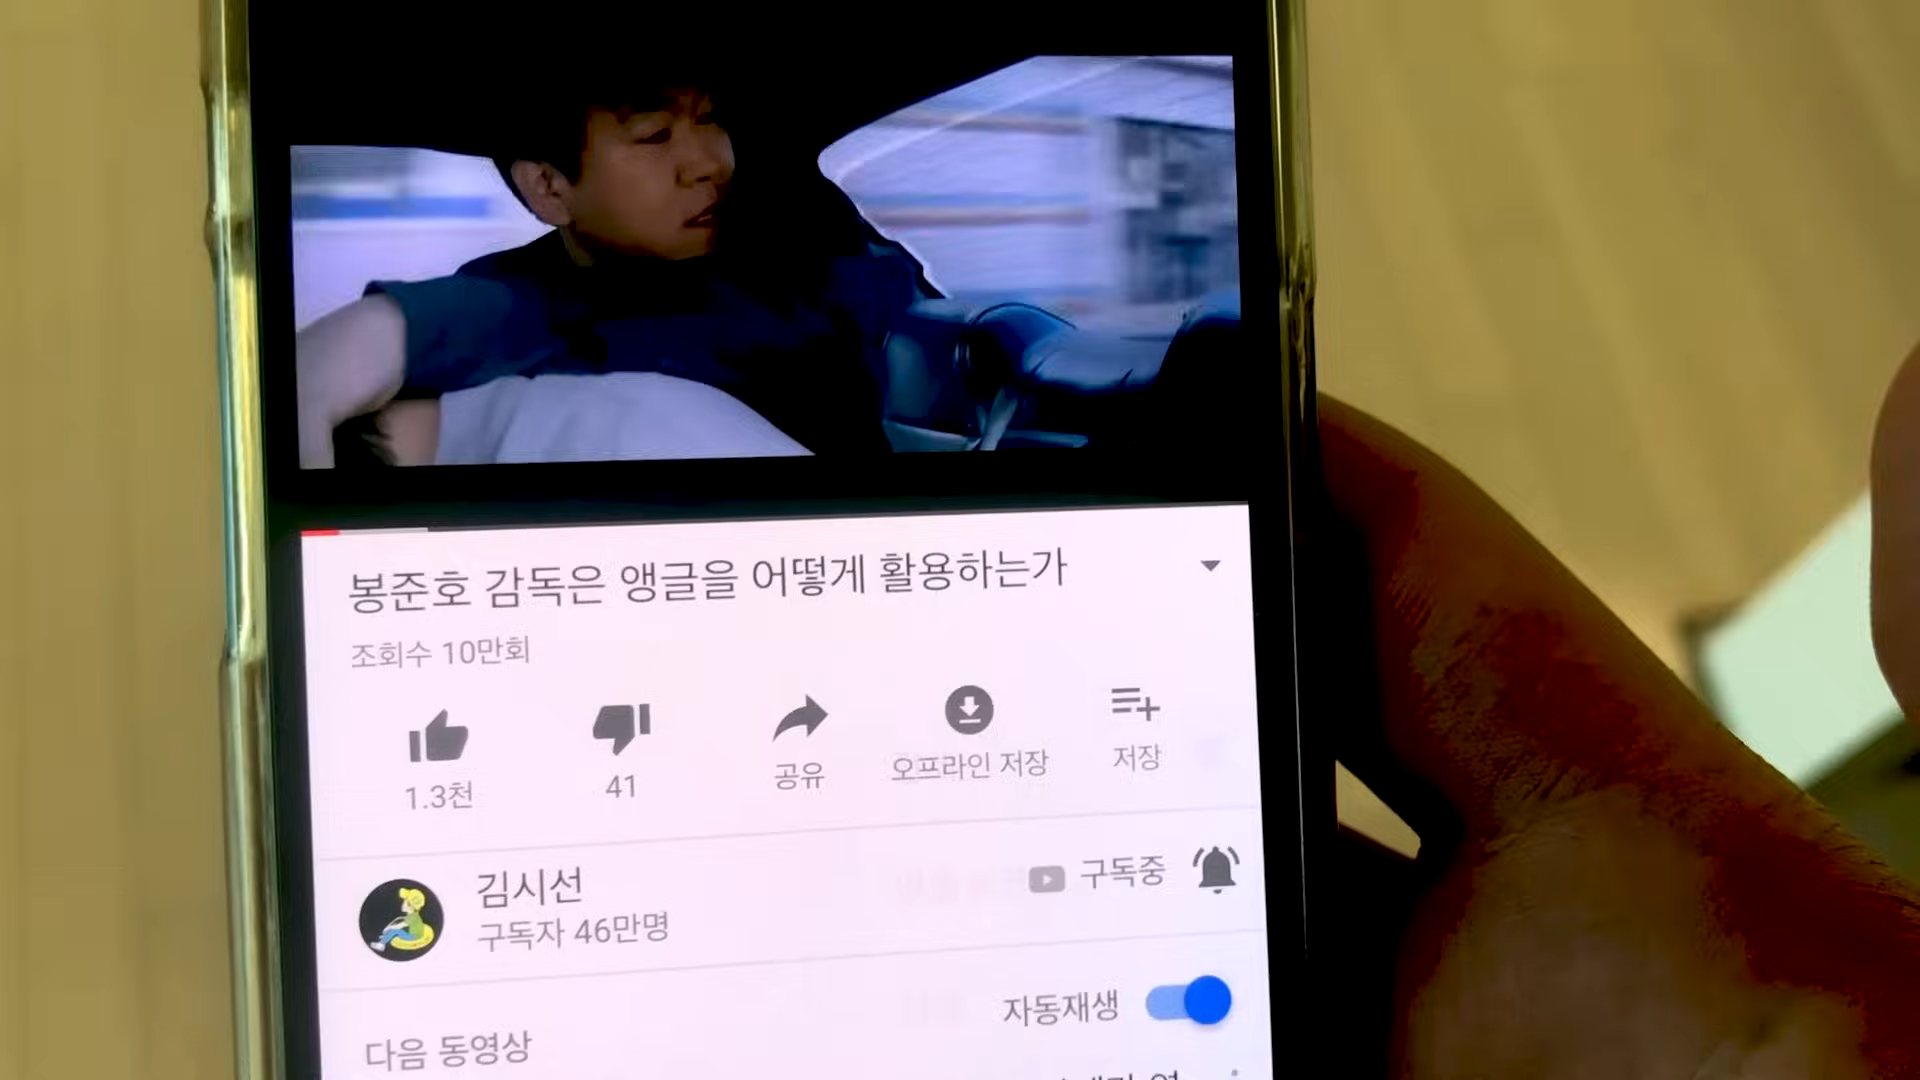 봉준호 감독은 앵글을 어떻게 활용하는가
조회수 10만회
1.3천
41
공유
오프라인 저장
저장
김시선
구독자 46만명
구독중
자동재생
다음 동영상